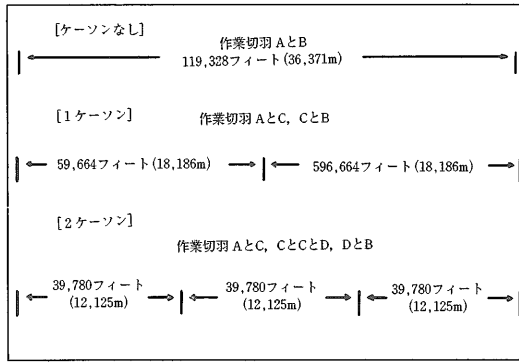 [ケーソンなし]
作業切羽 AとB
119,328フィート(36,371m)
[1ケーソン]
作業切羽 AとC, CとB
59,664フィート(18,186m)
596,664フィート(18,186m)
[2ケーソン]
作業切羽 AとC, CとCとD, DとB
39,780フィート
(12,125m)
39,780フィート
(12,125m)
39,780フィート
(12,125m)